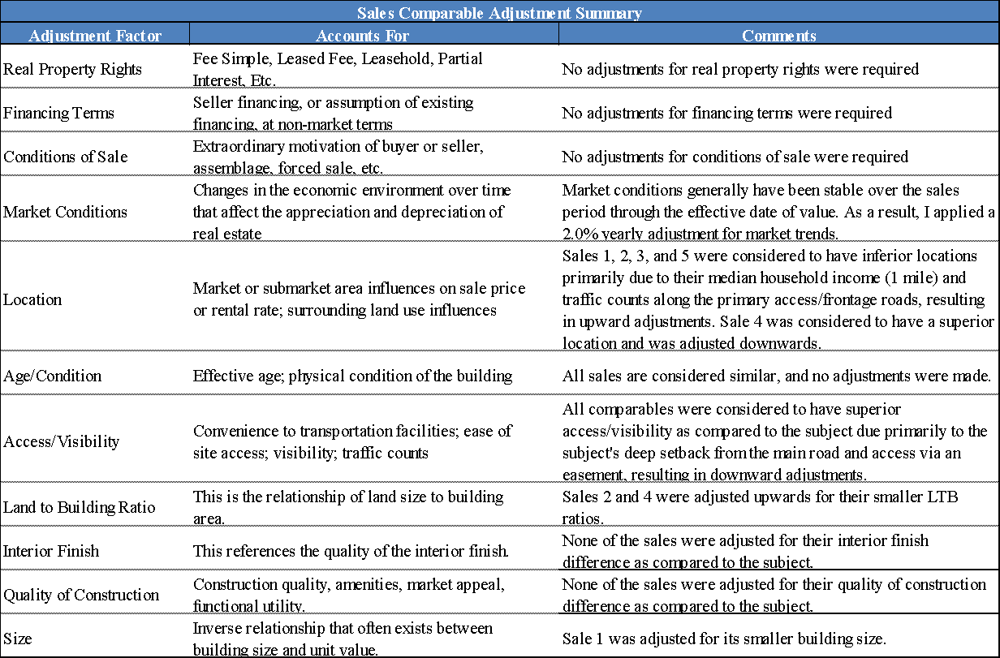 Sales Comparable Adjustment Summary
Adjustment Factor
Accounts For
Comments
Real Property Rights
Fee Simple, Leased Fee, Leasehold, Partial
Interest, Etc.
No adjustments for real property rights were required
Financing Terms
Seller financing, or assumption of existing
financing, at non-market terms
No adjustments for financing terms were required
Conditions of Sale
Extraordinary motivation of buyer or seller,
assemblage, forced sale, etc.
No adjustments for conditions of sale were required
Market Conditions
Changes in the economic environment over time
that affect the appreciation and depreciation of
real estate
Market conditions generally have been stable over the sales
period through the effective date of value. As a result, I applied a
2.0% yearly adjustment for market trends.
Location
Market or submarket area influences on sale price
or rental rate; surrounding land use influences
Sales 1, 2, 3, and 5 were considered to have inferior locations
primarily due to their median household income (1 mile) and
traffic counts along the primary access/frontage roads, resulting
in upward adjustments. Sale 4 was considered to have a superior
location and was adjusted downwards.
Age/Condition
Effective age; physical condition of the building
All sales are considered similar, and no adjustments were made.
Access/Visibility
Convenience to transportation facilities; ease of
site access; visibility; traffic counts
All comparables were considered to have superior
access/visibility as compared to the subject due primarily to the
subject's deep setback from the main road and access via an
easement, resulting in downward adjustments.
Land to Building Ratio
This is the relationship of land size to building
area.
Sales 2 and 4 were adjusted upwards for their smaller LTB
ratios.
Interior Finish
This references the quality of the interior finish.
None of the sales were adjusted for their interior finish
difference as compared to the subject.
Quality of Construction
Construction quality, amenities, market appeal,
functional utility.
None of the sales were adjusted for their quality of construction
difference as compared to the subject.
Size
Inverse relationship that often exists between
building size and unit value.
Sale 1 was adjusted for its smaller building size.